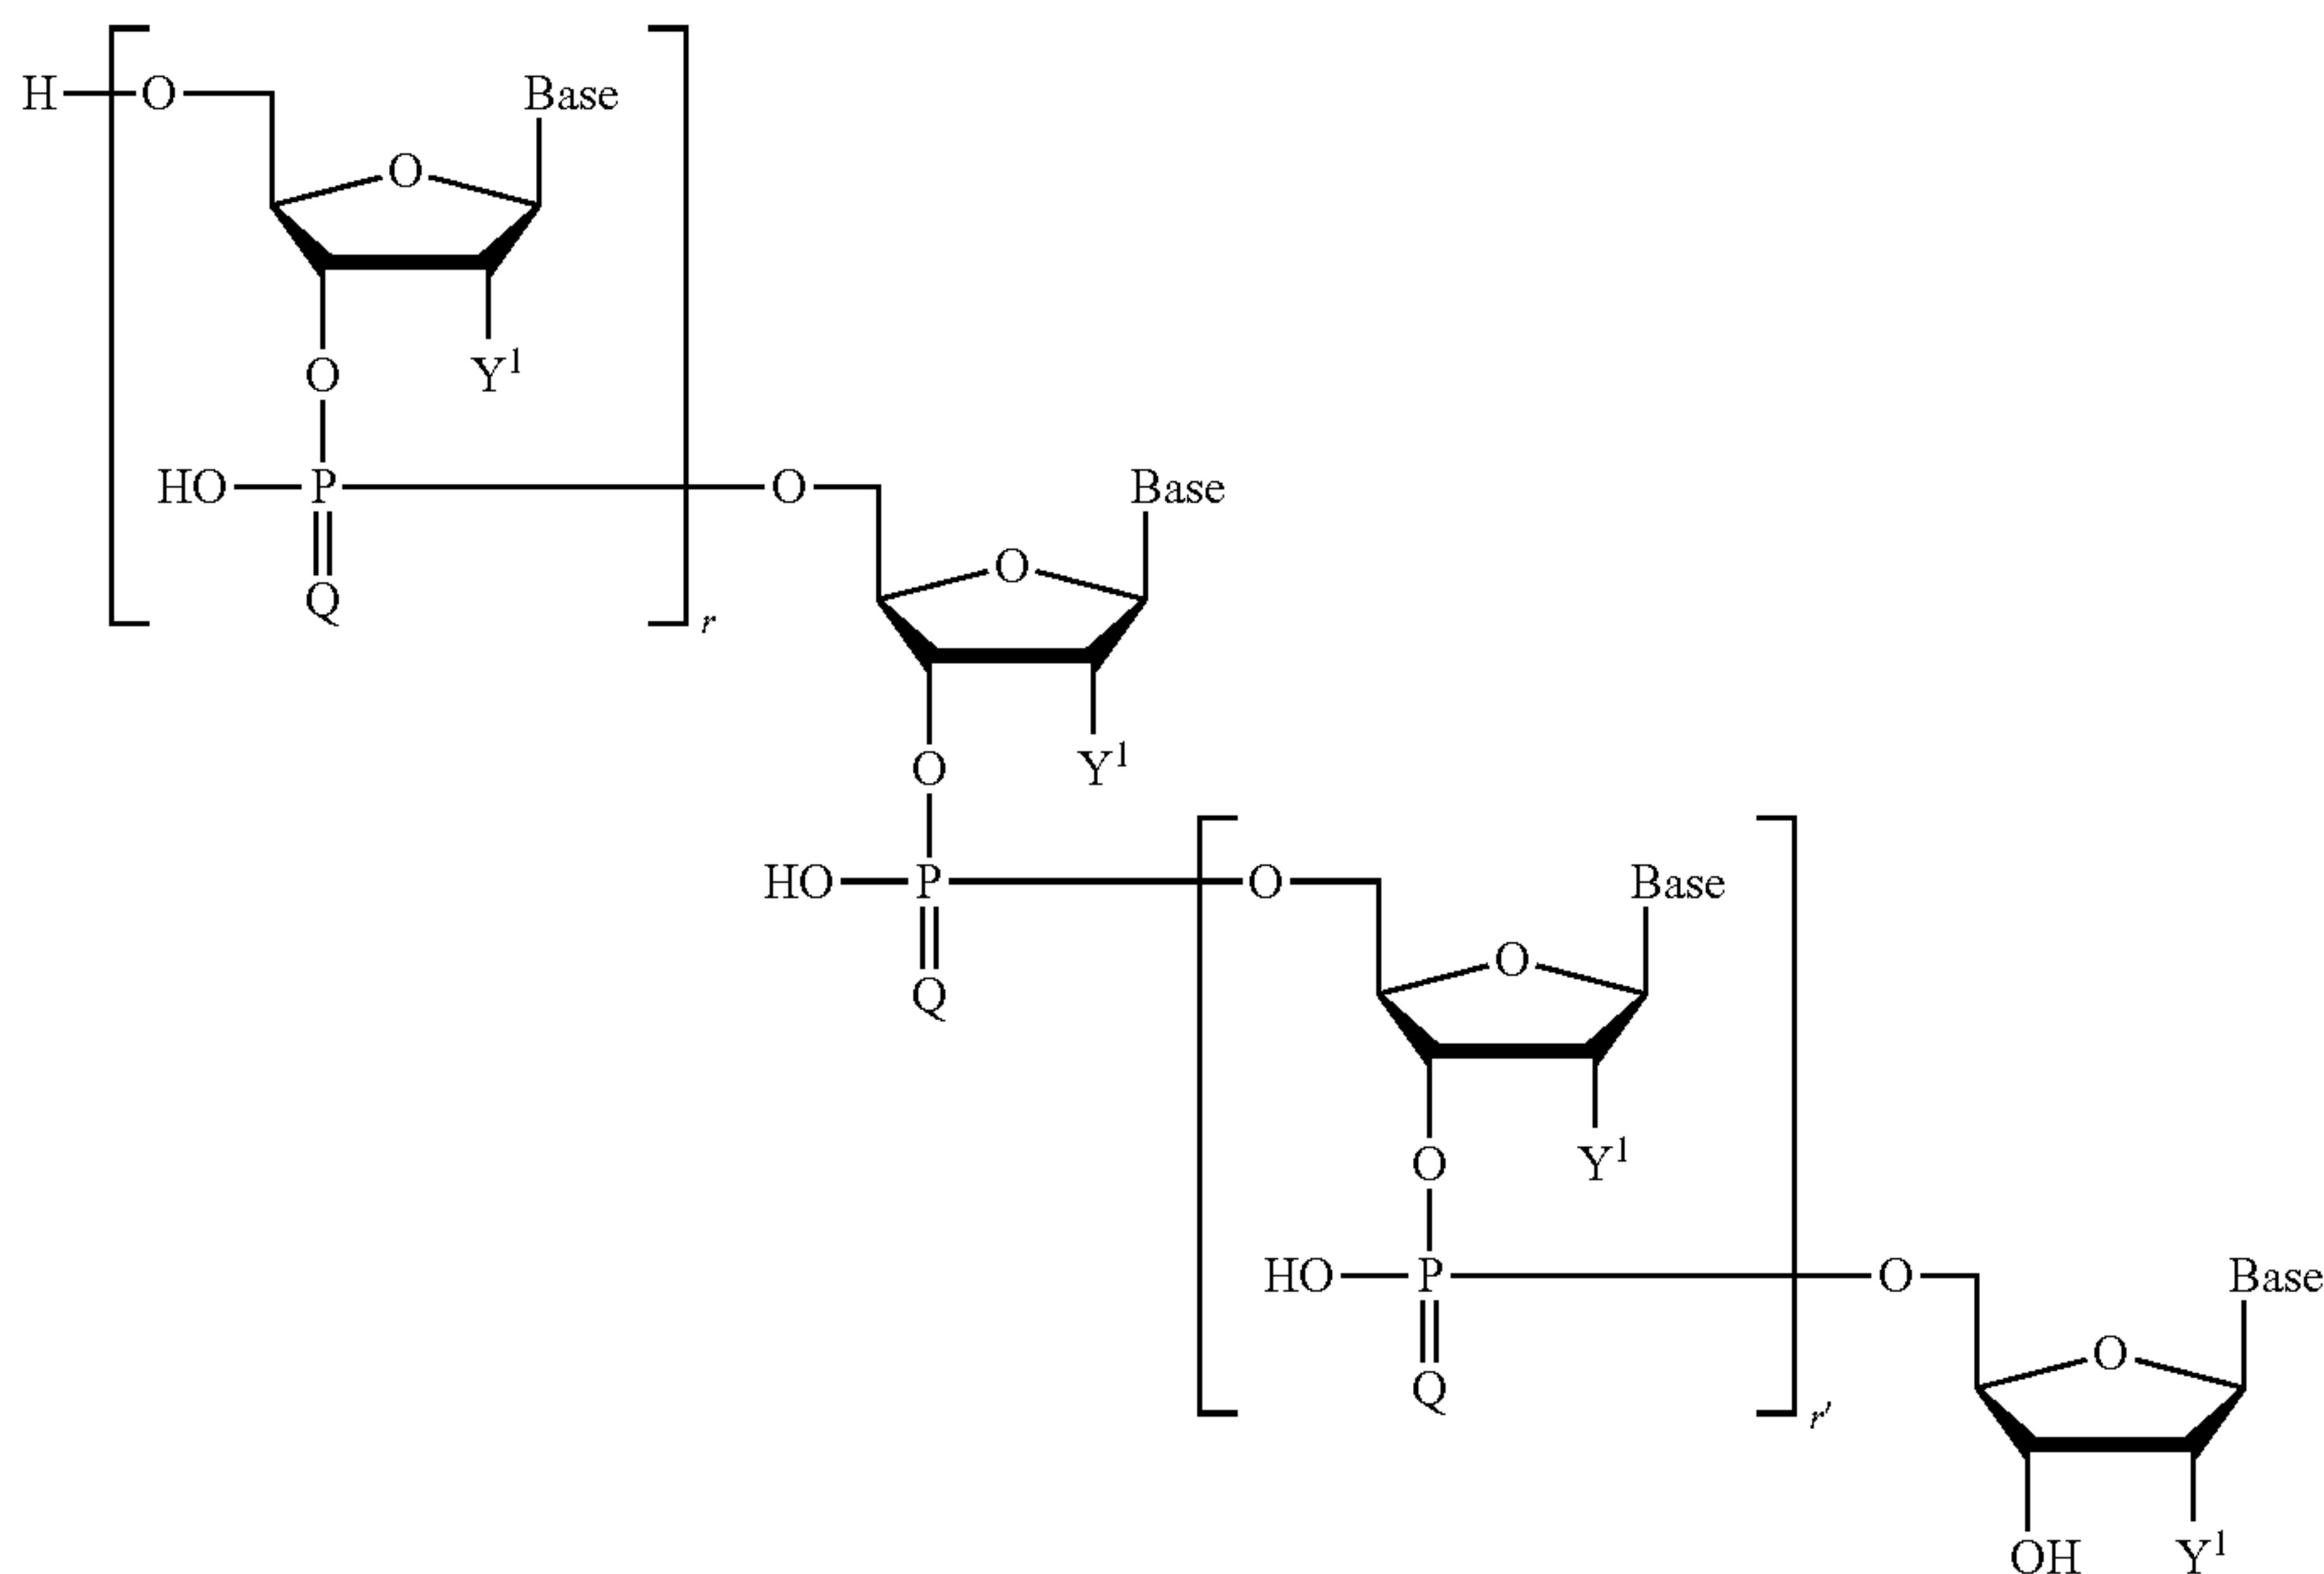 H O Base
O
O Y¹
HO P O Base
Q r O
O Y¹
HO P O Base
Q O
O Y¹
HO P O Base
Q r' O
OH Y¹